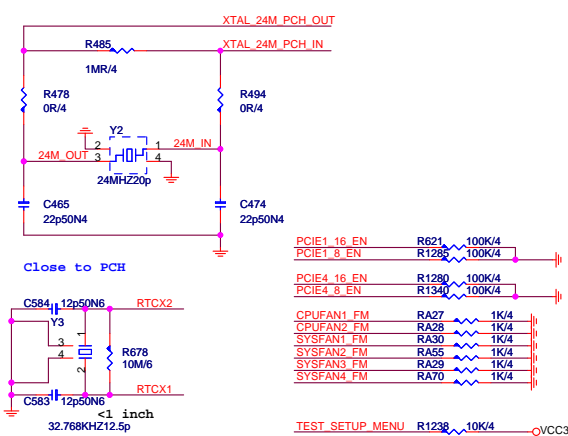 XTAL_24M_PCH_OUT
R485
XTAL_24M_PCH_IN
1MR/4
R478
0R/4
R494
0R/4
Y2
2
1
24M_IN
24M_OUT
3
4
24MHZ20p
C465
22p50N4
C474
22p50N4
Close to PCH
PCIE1_16_EN R621 100K/4
PCIE1_8_EN R1285 100K/4
PCIE4_16_EN R1280 100K/4
PCIE4_8_EN R1340 100K/4
C584 12p50N6 RTCX2
Y3
1
3
4
2
R678
10M/6
CPUFAN1_FM RA27 1K/4
CPUFAN2_FM RA28 1K/4
SYSFAN1_FM RA30 1K/4
SYSFAN2_FM RA55 1K/4
SYSFAN3_FM RA29 1K/4
SYSFAN4_FM RA70 1K/4
C583 12p50N6 RTCX1
<1 inch
32.768KHZ12.5p
TEST_SETUP_MENU R1238 10K/4 VCC3